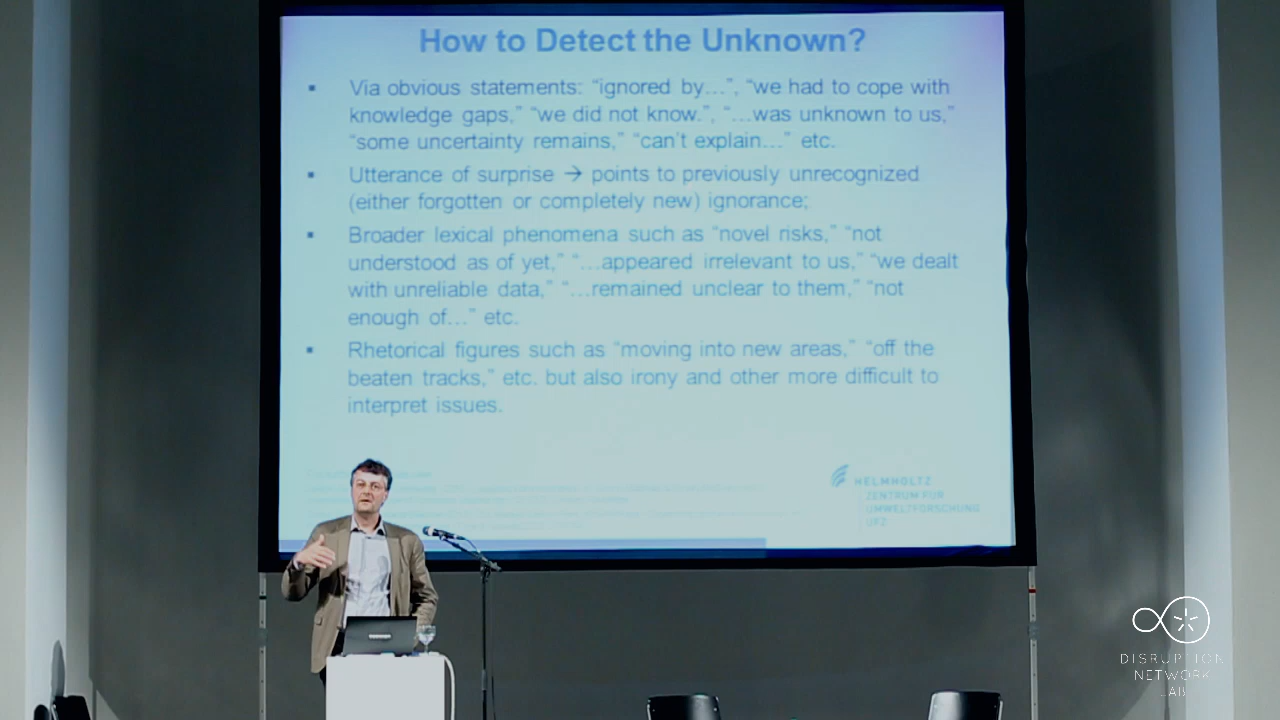 How to Detect the Unknown?
▪ Via obvious statements: “ignored by…”, “we had to cope with
knowledge gaps,” “we did not know.”, “…was unknown to us,”
“some uncertainty remains,” “can’t explain…” etc.
▪ Utterance of surprise → points to previously unrecognized
(either forgotten or completely new) ignorance;
▪ Broader lexical phenomena such as “novel risks,” “not
understood as of yet,” “…appeared irrelevant to us,” “we dealt
with unreliable data,” “…remained unclear to them,” “not
enough of…” etc.
▪ Rhetorical figures such as “moving into new areas,” “off the
beaten tracks,” etc. but also irony and other more difficult to
interpret issues.
HELMHOLTZ
ZENTRUM FÜR
UMWELTFORSCHUNG
UFZ
DISRUPTION
NETWORK
LAB